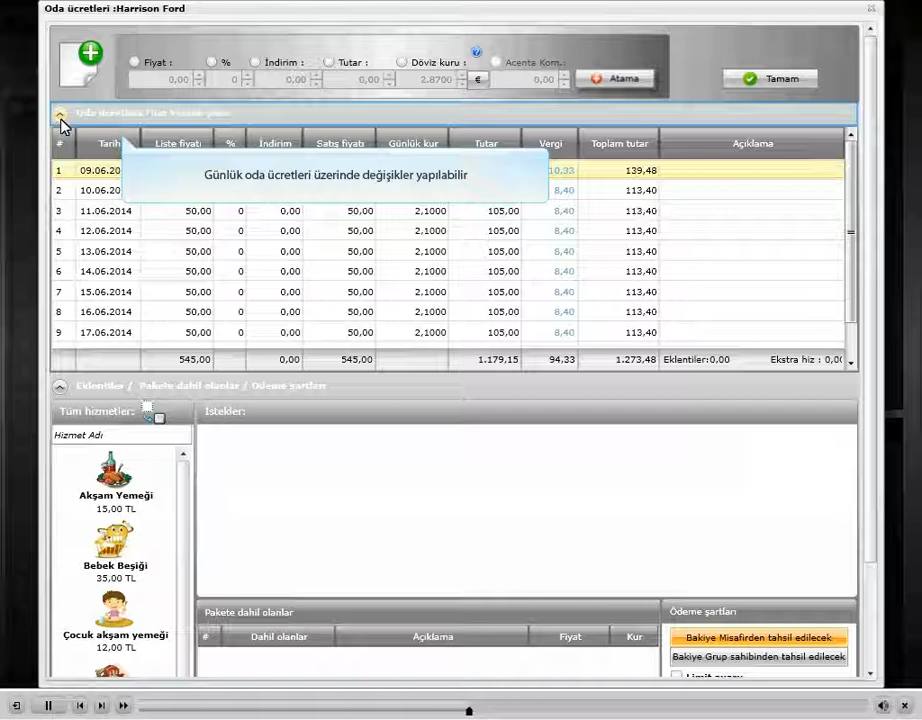 Oda ücretleri :Harrison Ford
Fiyat : % İndirim : Tutar : Döviz kuru : Acenta Kom.:
0,00 0 0,00 0,00 2.8700 € 0,00 Atama Tamam
# Tarih Liste fiyatı % İndirim Satış fiyatı Günlük kur Tutar Vergi Toplam tutar Açıklama
Günlük oda ücretleri üzerinde değişikler yapılabilir
1 09.06.20 10,33 139,48
2 10.06.20 8,40 113,40
3 11.06.2014 50,00 0 0,00 50,00 2,1000 105,00 8,40 113,40
4 12.06.2014 50,00 0 0,00 50,00 2,1000 105,00 8,40 113,40
5 13.06.2014 50,00 0 0,00 50,00 2,1000 105,00 8,40 113,40
6 14.06.2014 50,00 0 0,00 50,00 2,1000 105,00 8,40 113,40
7 15.06.2014 50,00 0 0,00 50,00 2,1000 105,00 8,40 113,40
8 16.06.2014 50,00 0 0,00 50,00 2,1000 105,00 8,40 113,40
9 17.06.2014 50,00 0 0,00 50,00 2,1000 105,00 8,40 113,40
545,00 0,00 545,00 1.179,15 94,33 1.273,48 Eklentiler:0,00 Ekstra hiz : 0,00
Eklentiler / Pakete dahil olanlar / Ödeme şartları
Tüm hizmetler: İstekler:
Hizmet Adı
Akşam Yemeği
15,00 TL
Bebek Beşiği
35,00 TL
Çocuk akşam yemeği
12,00 TL
Pakete dahil olanlar
# Dahil olanlar Açıklama Fiyat Kur
Ödeme şartları
Bakiye Misafirden tahsil edilecek
Bakiye Grup sahibinden tahsil edilecek